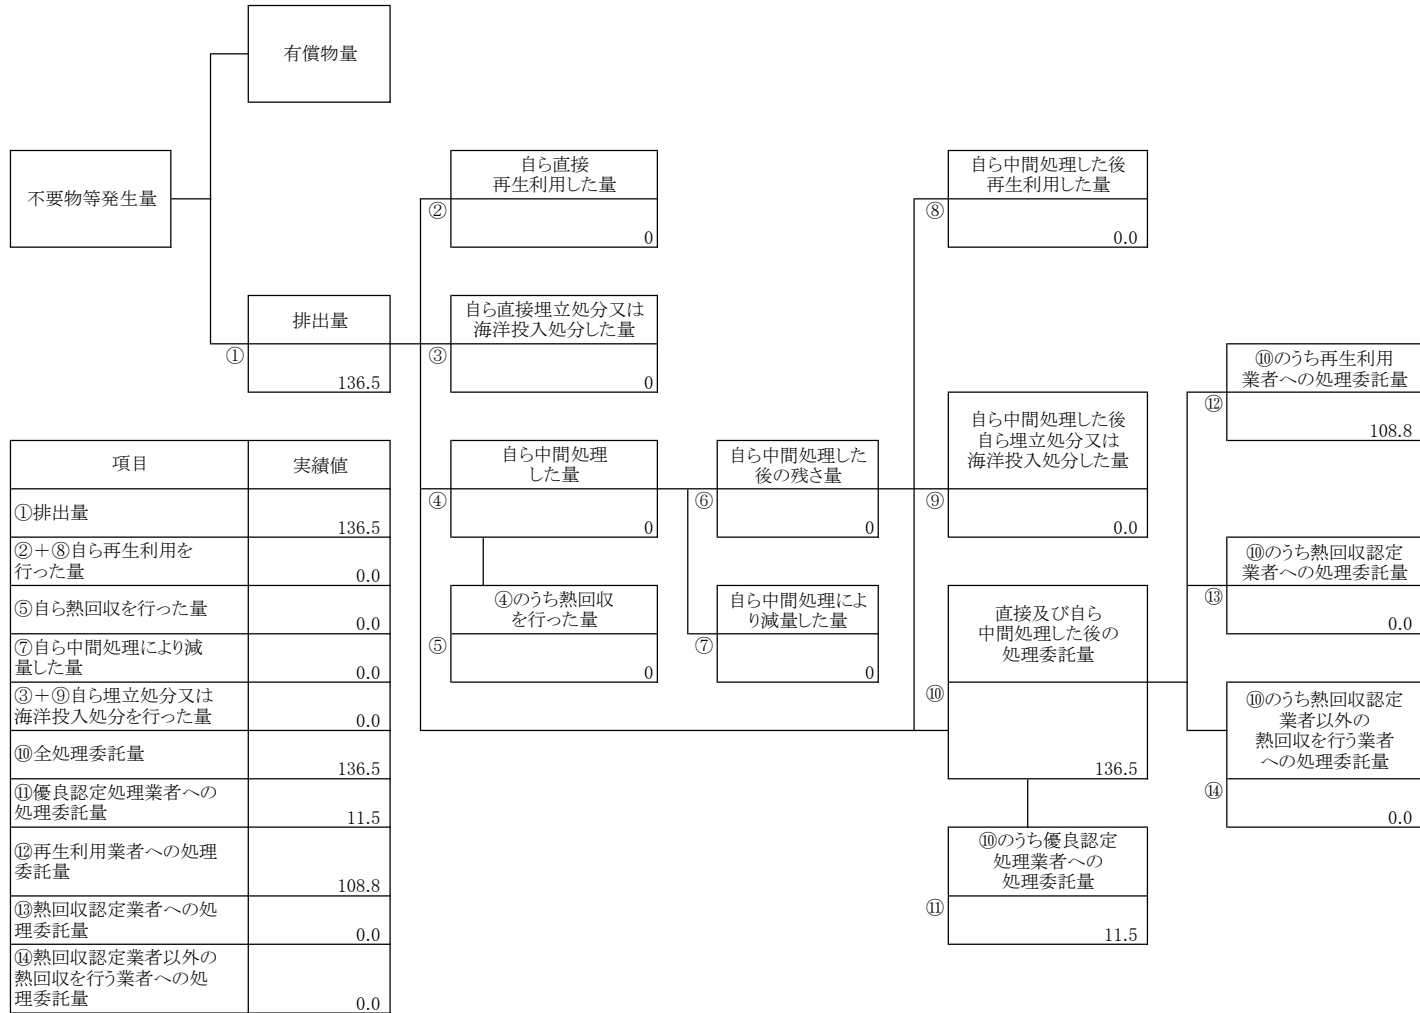 有償物量
不要物等発生量
自ら直接
再生利用した量
②
0
自ら中間処理した後
再生利用した量
⑧
0.0
排出量
①
136.5
自ら直接埋立処分又は
海洋投入処分した量
③
0
⑩のうち再生利用
業者への処理委託量
⑫
108.8
自ら中間処理
した量
④
0
自ら中間処理した
後の残さ量
⑥
0
自ら中間処理した後
自ら埋立処分又は
海洋投入処分した量
⑨
0.0
④のうち熱回収
を行った量
⑤
0
自ら中間処理によ
り減量した量
⑦
0
直接及び自ら
中間処理した後の
処理委託量
⑩
136.5
⑩のうち熱回収認定
業者への処理委託量
⑬
0.0
⑩のうち熱回収認定
業者以外の
熱回収を行う業者
への処理委託量
⑭
0.0
⑩のうち優良認定
処理業者への
処理委託量
⑪
11.5
項目
実績値
①排出量
136.5
②+⑧自ら再生利用を
行った量
0.0
⑤自ら熱回収を行った量
0.0
⑦自ら中間処理により減
量した量
0.0
③+⑨自ら埋立処分又は
海洋投入処分を行った量
0.0
⑩全処理委託量
136.5
⑪優良認定処理業者への
処理委託量
11.5
⑫再生利用業者への処理
委託量
108.8
⑬熱回収認定業者への処
理委託量
0.0
⑭熱回収認定業者以外の
熱回収を行う業者への処
理委託量
0.0